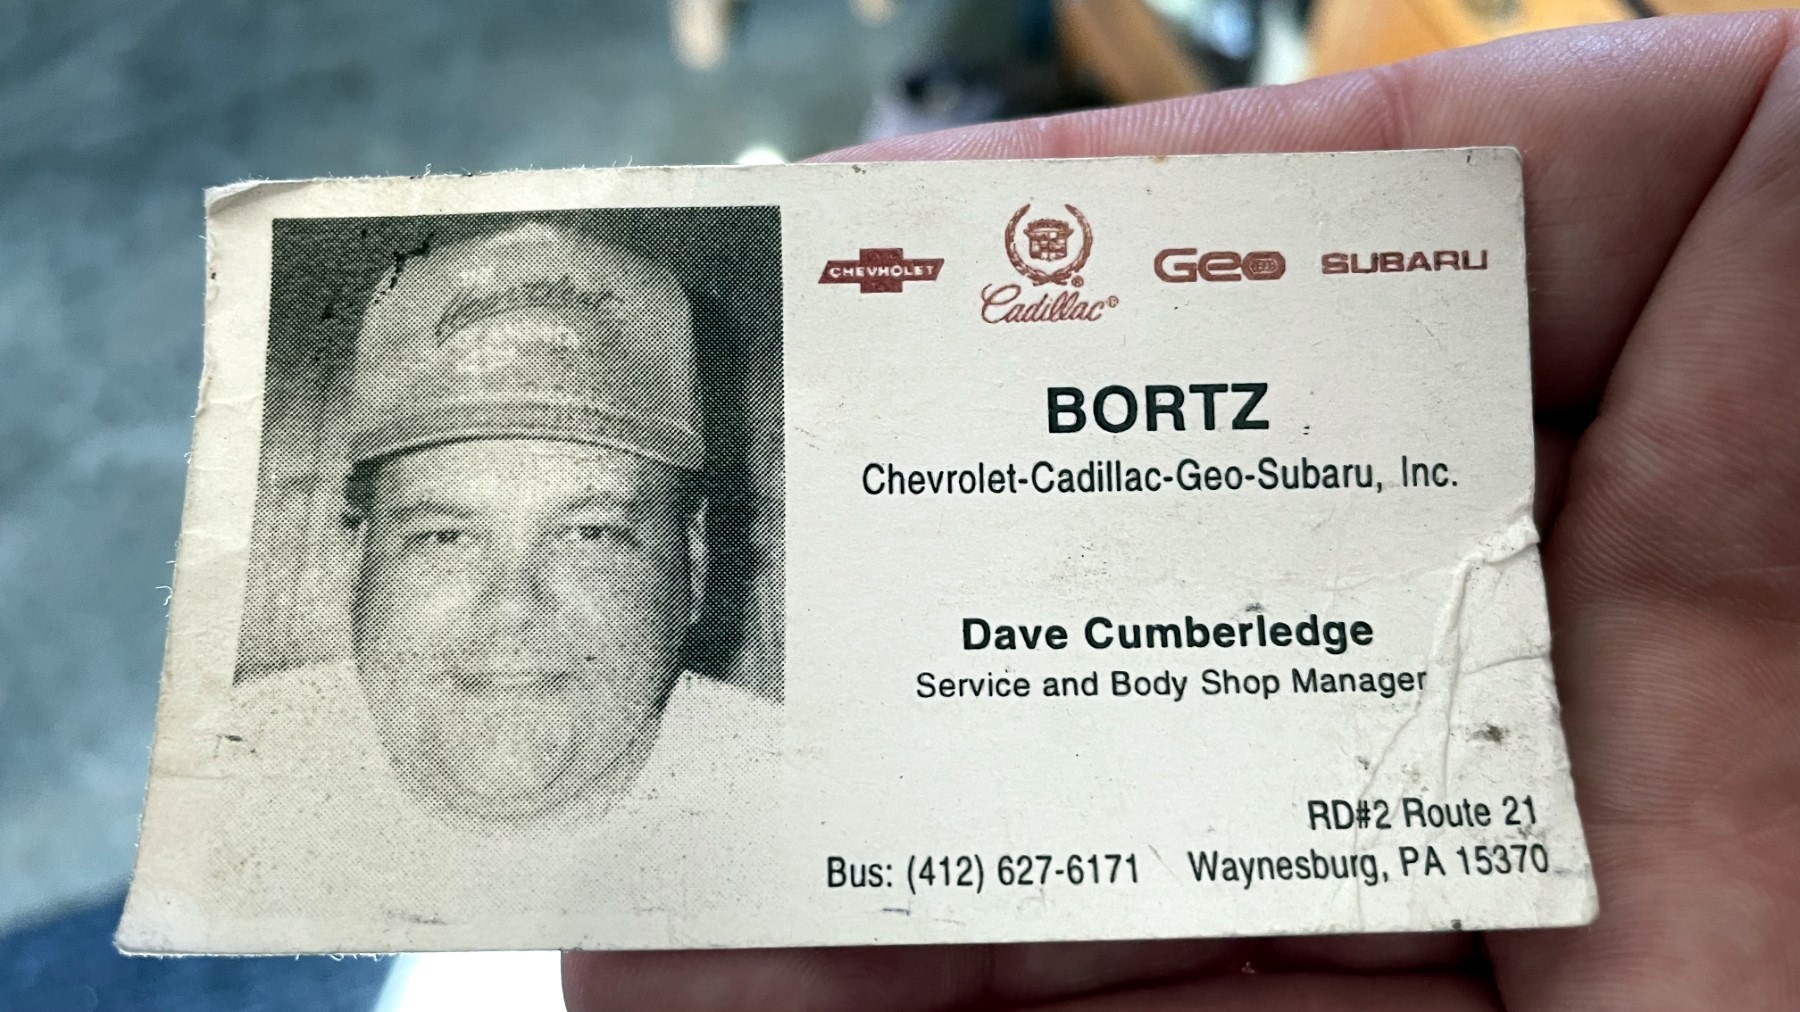 CHEVROLET
Cadillac®
Geo
SUBARU
BORTZ
Chevrolet-Cadillac-Geo-Subaru, Inc.
Dave Cumberledge
Service and Body Shop Manager
RD#2 Route 21
Bus: (412) 627-6171 Waynesburg, PA 15370